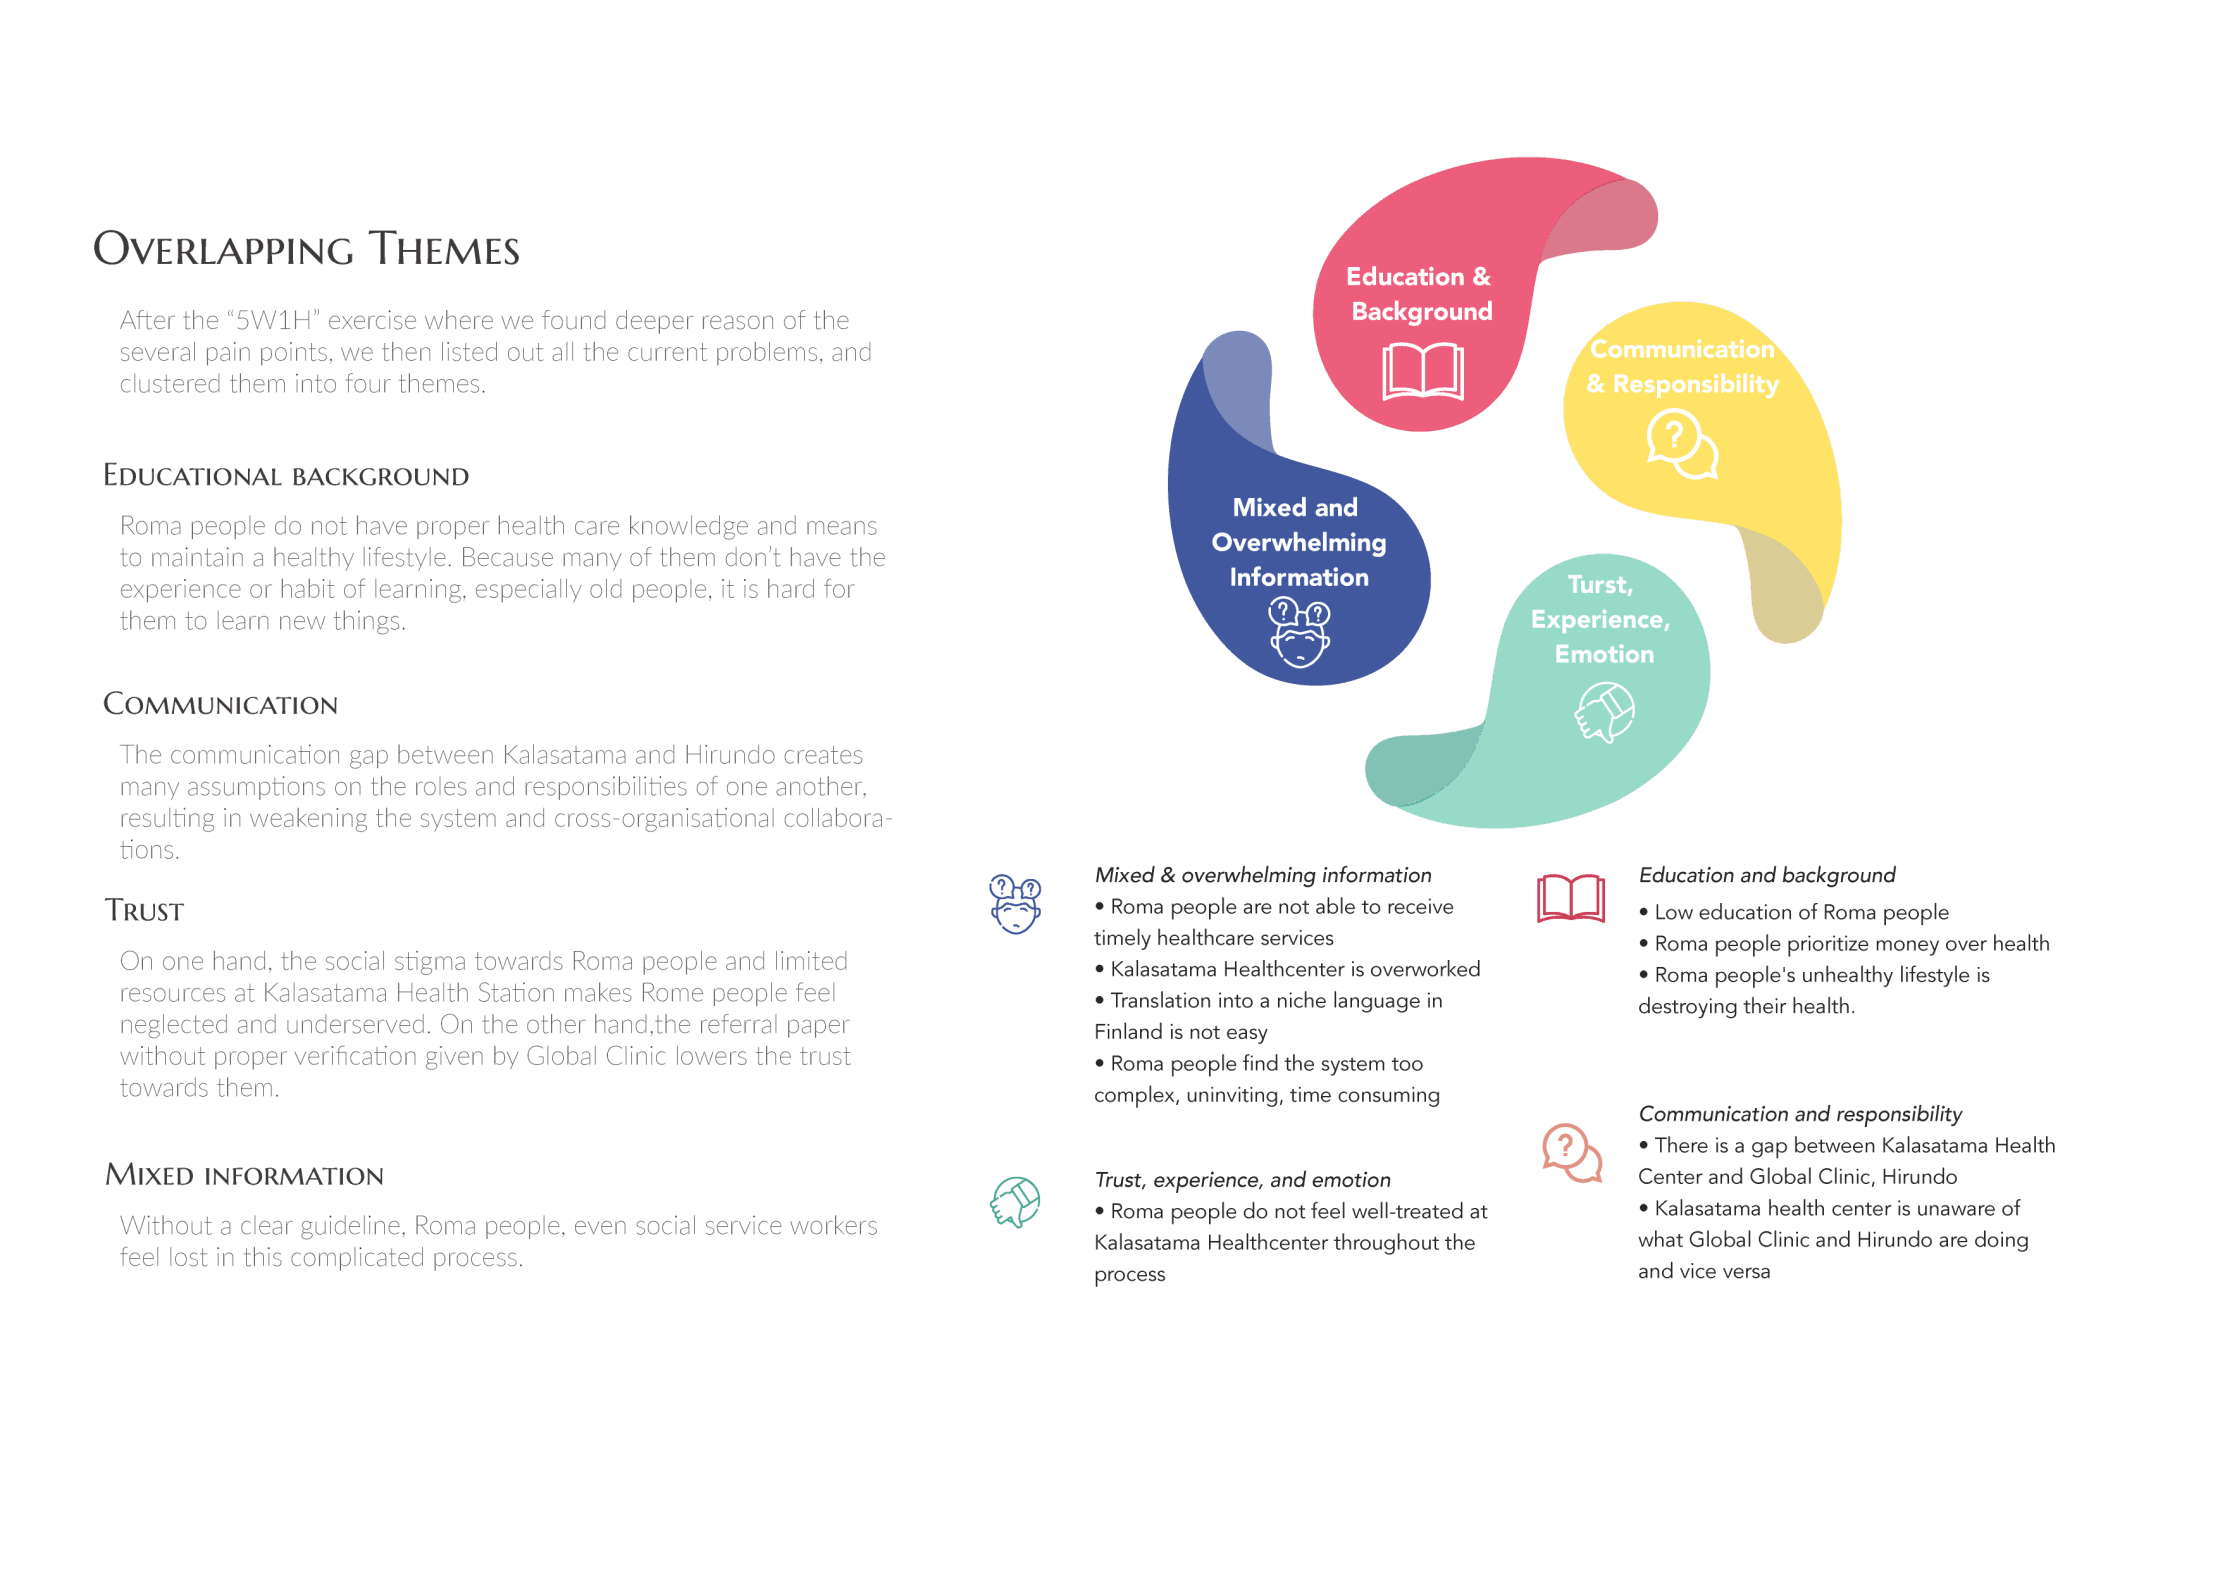 Overlapping Themes
After the “5W1H” exercise where we found deeper reason of the
several pain points, we then listed out all the current problems, and
clustered them into four themes.
Educational background
Roma people do not have proper health care knowledge and means
to maintain a healthy lifestyle. Because many of them don’t have the
experience or habit of learning, especially old people, it is hard for
them to learn new things.
Communication
The communication gap between Kalasatama and Hirundo creates
many assumptions on the roles and responsibilities of one another,
resulting in weakening the system and cross-organisational collabora-
tions.
Trust
On one hand, the social stigma towards Roma people and limited
resources at Kalasatama Health Station makes Rome people feel
neglected and underserved. On the other hand,the referral paper
without proper verification given by Global Clinic lowers the trust
towards them.
Mixed information
Without a clear guideline, Roma people, even social service workers
feel lost in this complicated process.
Education &
Background
Communication
& Responsibility
?
Mixed and
Overwhelming
Information
? ?
Turst,
Experience,
Emotion
? ?
Mixed & overwhelming information
• Roma people are not able to receive
timely healthcare services
• Kalasatama Healthcenter is overworked
• Translation into a niche language in
Finland is not easy
• Roma people find the system too
complex, uninviting, time consuming
Trust, experience, and emotion
• Roma people do not feel well-treated at
Kalasatama Healthcenter throughout the
process
Education and background
• Low education of Roma people
• Roma people prioritize money over health
• Roma people's unhealthy lifestyle is
destroying their health.
?
Communication and responsibility
• There is a gap between Kalasatama Health
Center and Global Clinic, Hirundo
• Kalasatama health center is unaware of
what Global Clinic and Hirundo are doing
and vice versa